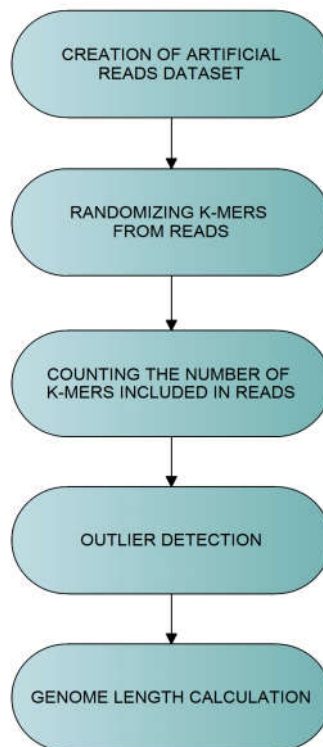 CREATION OF ARTIFICIAL
READS DATASET
RANDOMIZING K-MERS
FROM READS
COUNTING THE NUMBER OF
K-MERS INCLUDED IN READS
OUTLIER DETECTION
GENOME LENGTH CALCULATION